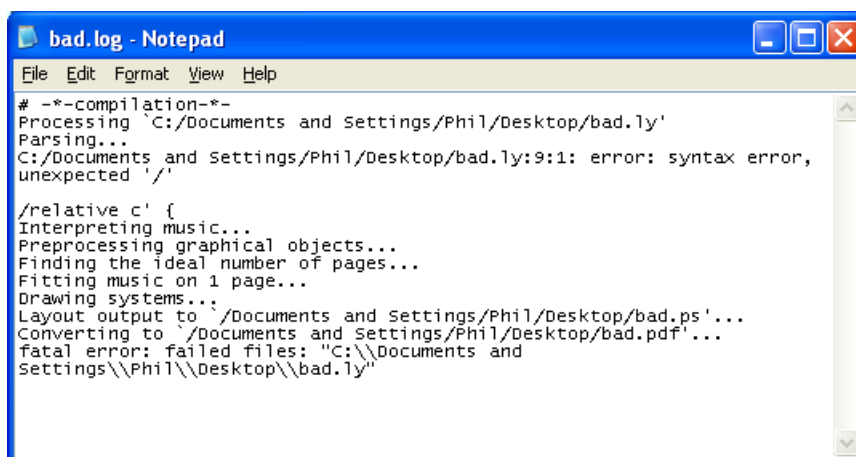 bad.log - Notepad
File Edit Format View Help
# -*-compilation-*-
Processing `C:/Documents and Settings/Phil/Desktop/bad.ly'
Parsing...
C:/Documents and Settings/Phil/Desktop/bad.ly:9:1: error: syntax error,
unexpected '/'

/relative c' {
Interpreting music...
Preprocessing graphical objects...
Finding the ideal number of pages...
Fitting music on 1 page...
Drawing systems...
Layout output to `/Documents and Settings/Phil/Desktop/bad.ps'...
Converting to `/Documents and Settings/Phil/Desktop/bad.pdf'...
fatal error: failed files: "C:\\Documents and
Settings\\Phil\\Desktop\\bad.ly"